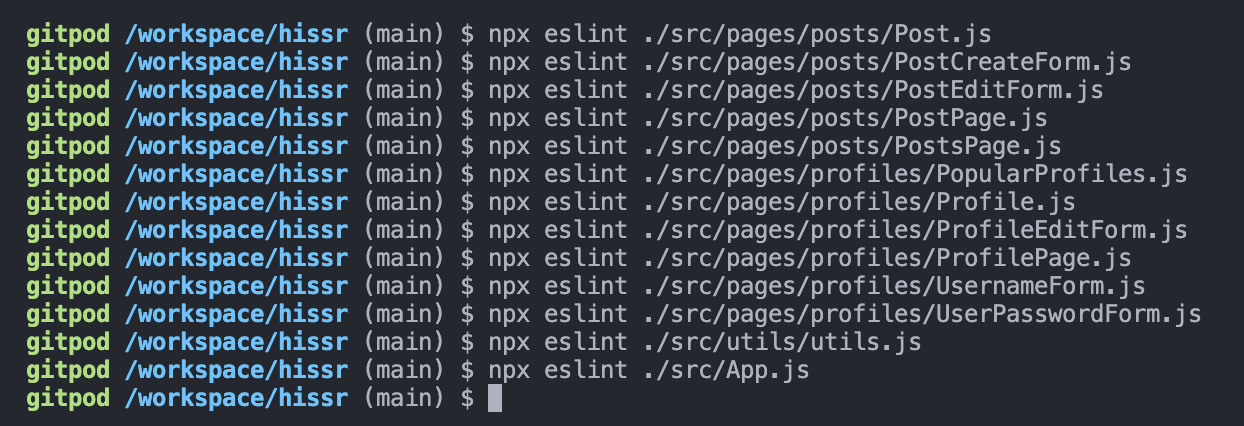 gitpod /workspace/hissr (main) $ npx eslint ./src/pages/posts/Post.js
gitpod /workspace/hissr (main) $ npx eslint ./src/pages/posts/PostCreateForm.js
gitpod /workspace/hissr (main) $ npx eslint ./src/pages/posts/PostEditForm.js
gitpod /workspace/hissr (main) $ npx eslint ./src/pages/posts/PostPage.js
gitpod /workspace/hissr (main) $ npx eslint ./src/pages/posts/PostsPage.js
gitpod /workspace/hissr (main) $ npx eslint ./src/pages/profiles/PopularProfiles.js
gitpod /workspace/hissr (main) $ npx eslint ./src/pages/profiles/Profile.js
gitpod /workspace/hissr (main) $ npx eslint ./src/pages/profiles/ProfileEditForm.js
gitpod /workspace/hissr (main) $ npx eslint ./src/pages/profiles/ProfilePage.js
gitpod /workspace/hissr (main) $ npx eslint ./src/pages/profiles/UsernameForm.js
gitpod /workspace/hissr (main) $ npx eslint ./src/pages/profiles/UserPasswordForm.js
gitpod /workspace/hissr (main) $ npx eslint ./src/utils/utils.js
gitpod /workspace/hissr (main) $ npx eslint ./src/App.js
gitpod /workspace/hissr (main) $